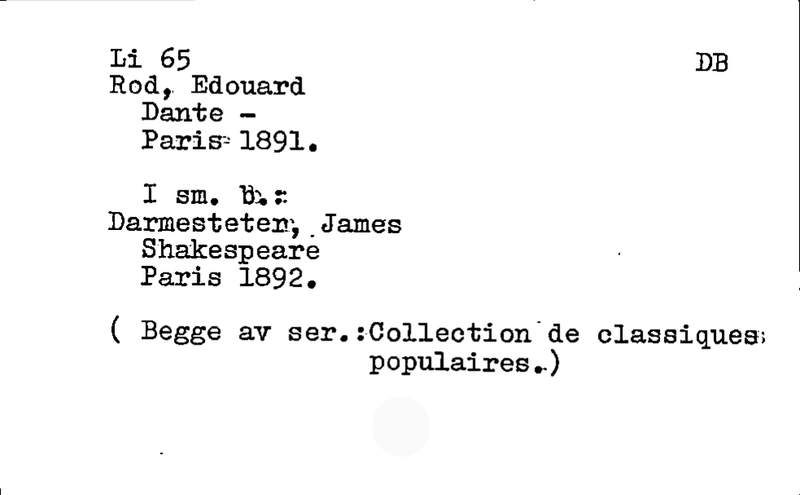 Li 65 DB
Rod, Edouard
Dante -
Paris 1891.
I sm. b.:
Darmesteter, James
Shakespeare
Paris 1892.
( Begge av ser.:Collection de classiques
populaires.)